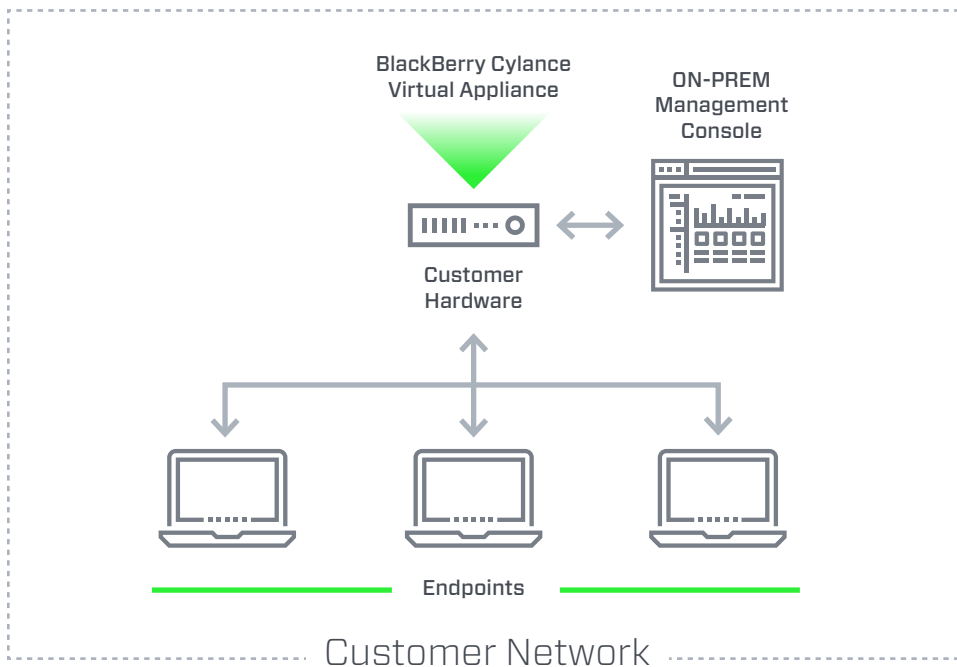 BlackBerry Cylance
Virtual Appliance
ON-PREM
Management
Console
Customer
Hardware
Endpoints
Customer Network